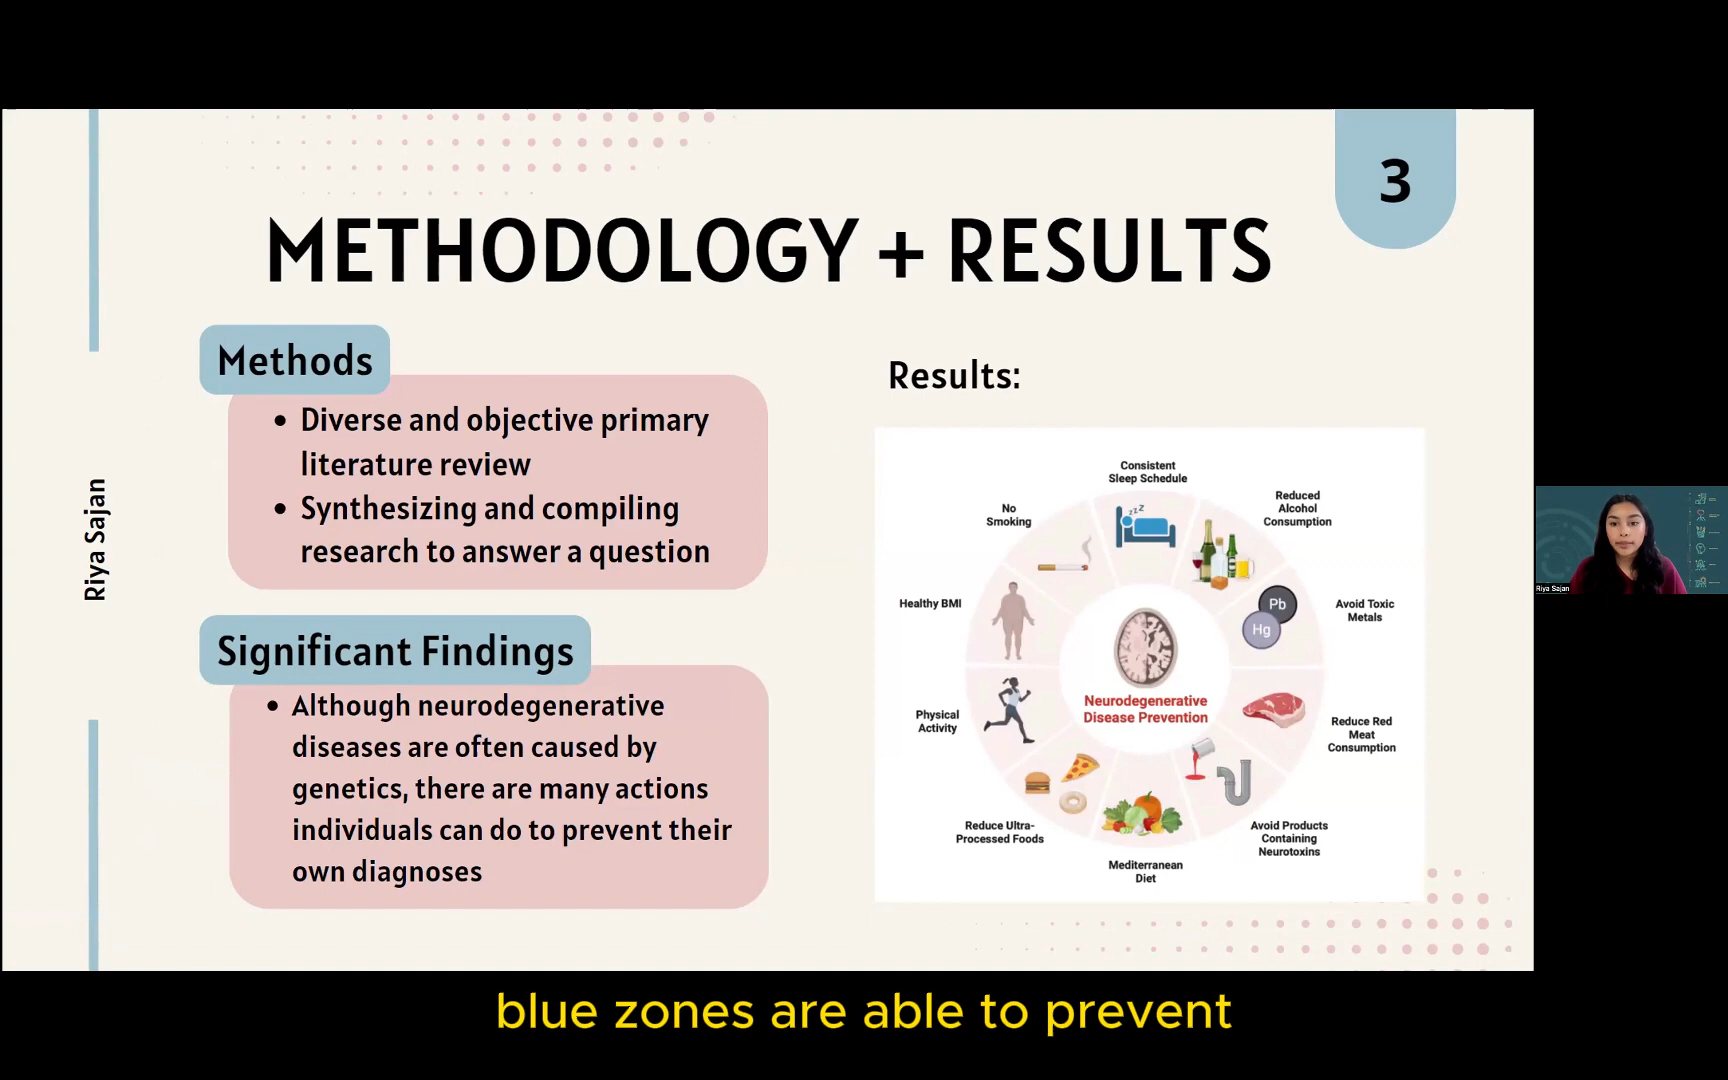 3
METHODOLOGY + RESULTS
Riya Sajan
Methods
• Diverse and objective primary
literature review
• Synthesizing and compiling
research to answer a question
Significant Findings
• Although neurodegenerative
diseases are often caused by
genetics, there are many actions
individuals can do to prevent their
own diagnoses
Results:
Consistent
Sleep Schedule
Reduced
Alcohol
Consumption
Pb
Hg
Avoid Toxic
Metals
Reduce Red
Meat
Consumption
Avoid Products
Containing
Neurotoxins
Mediterranean
Diet
Reduce Ultra-
Processed Foods
Physical
Activity
Healthy BMI
No
Smoking
zzZ
Neurodegenerative
Disease Prevention
Riya Sajan
blue zones are able to prevent